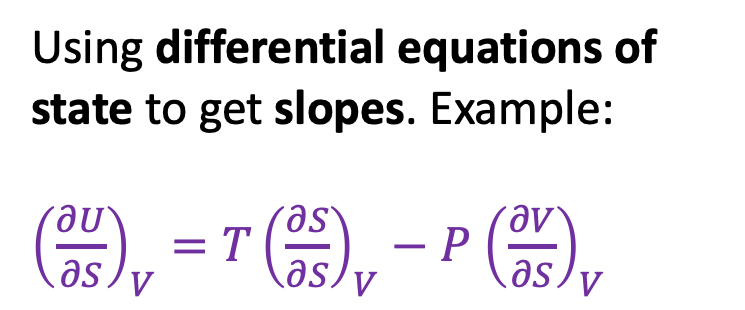 Using differential equations of
state to get slopes. Example:
(∂U/∂S)_V = T (∂S/∂S)_V − P (∂V/∂S)_V